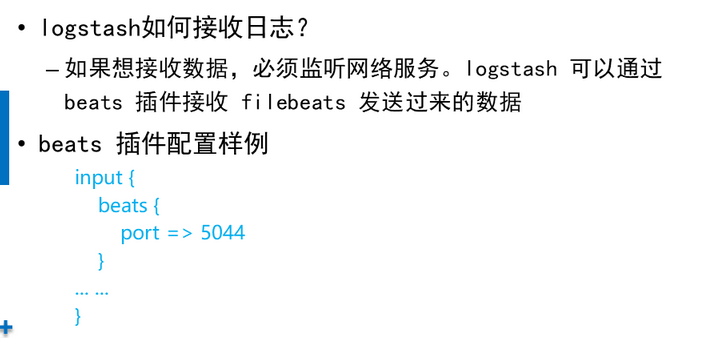 • logstash如何接收日志?
– 如果想接收数据，必须监听网络服务。logstash 可以通过
beats 插件接收 filebeats 发送过来的数据
• beats 插件配置样例
input {
beats {
port => 5044
}
... ...
}